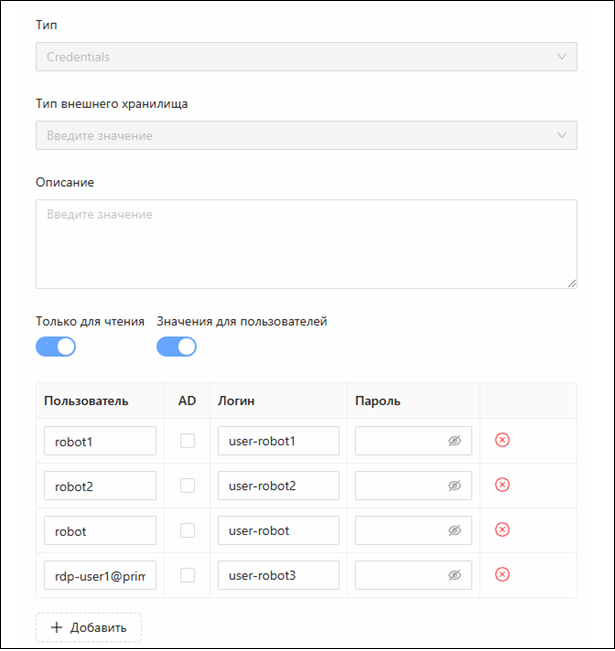 Тип
Credentials
Тип внешнего хранилища
Введите значение
Описание
Введите значение
Только для чтения Значения для пользователей
Пользователь AD Логин Пароль
robot1 user-robot1
robot2 user-robot2
robot user-robot
rdp-user1@prim user-robot3
+ Добавить